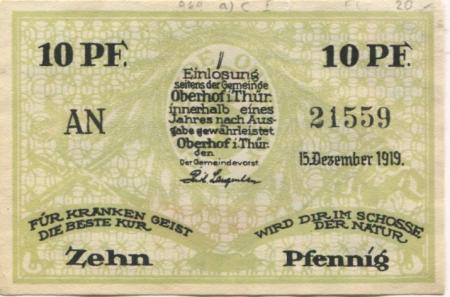 10 PF.
10 PF.
Einlösung
seitens der Gemeinde
Oberhof i. Thür.
innerhalb eines
Jahres nach Aus-
gabe gewährleistet
Oberhof i. Thür.
den
Der Gemeindevorst.
AN
21559
15. Dezember 1919.
FÜR KRANKEN GEIST
DIE BESTE KUR,
WIRD DIR IM SCHOSSE
DER NATUR
Zehn
Pfennig